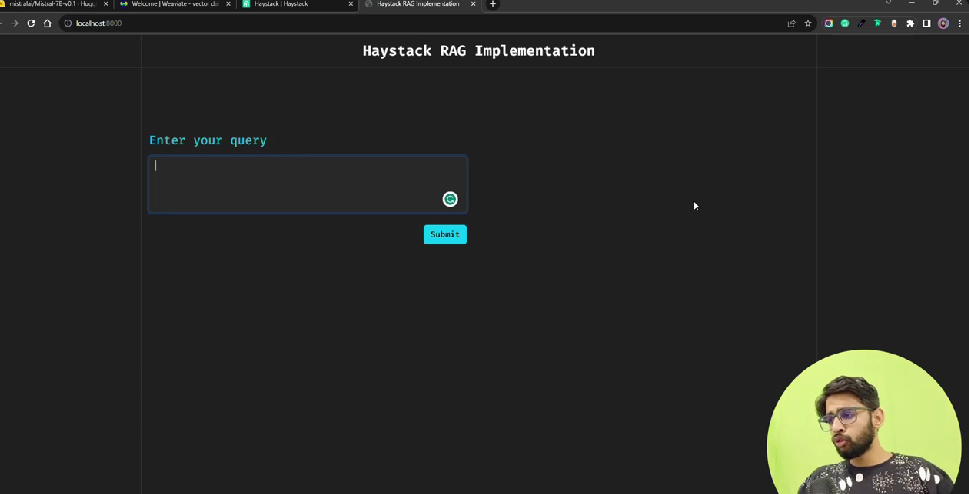 mistralai/Mistral-7B-v0.1 · Hug
Welcome | Weaviate - vector da
Haystack | Haystack
Haystack RAG Implementation
localhost:8000
Haystack RAG Implementation
Enter your query
Submit